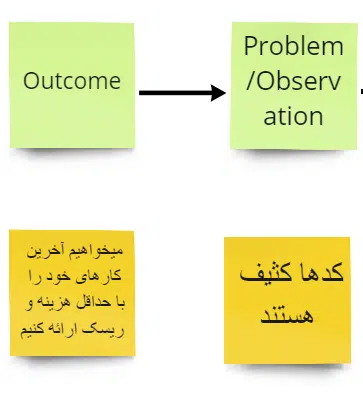 Outcome
Problem
/Observ
ation
میخواهیم آخرین
کارهای خود را
با حداقل هزینه و
ریسک ارائه کنیم
کدها کثیف
هستند